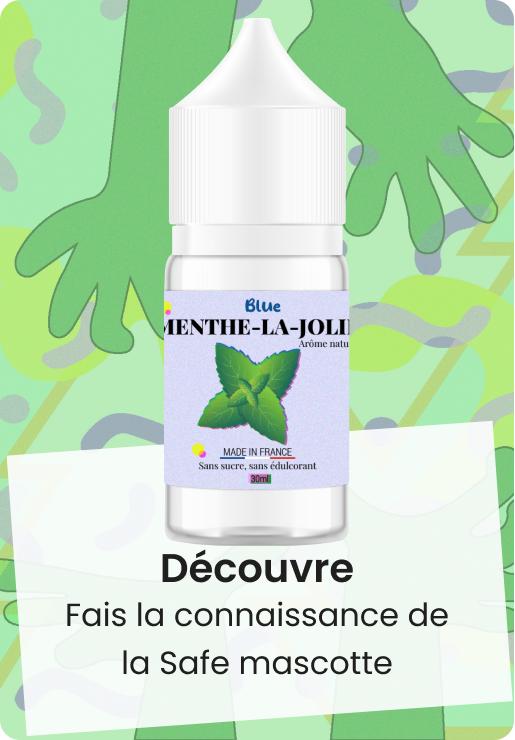 Blue
MENTHE-LA-JOLI
Arôme natu
MADE IN FRANCE
Sans sucre, sans édulcorant
30ml
Découvre
Fais la connaissance de
la Safe mascotte